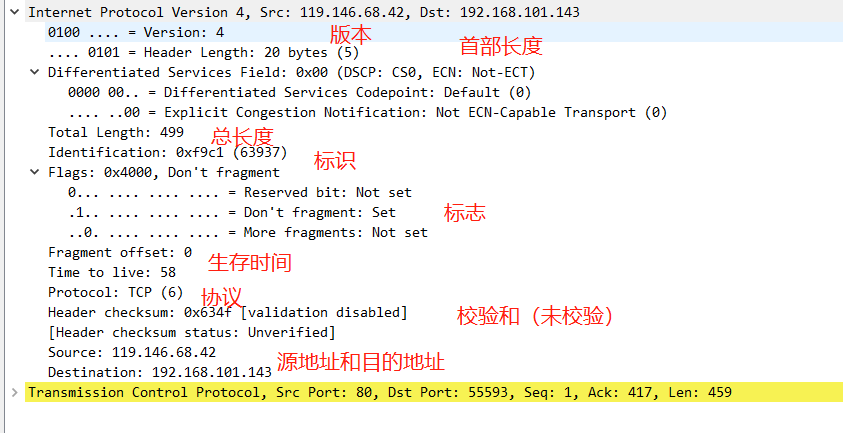 Internet Protocol Version 4, Src: 119.146.68.42, Dst: 192.168.101.143
0100 .... = Version: 4 版本
.... 0101 = Header Length: 20 bytes (5) 首部长度
Differentiated Services Field: 0x00 (DSCP: CS0, ECN: Not-ECT)
0000 00.. = Differentiated Services Codepoint: Default (0)
.... ..00 = Explicit Congestion Notification: Not ECN-Capable Transport (0)
Total Length: 499 总长度
Identification: 0xf9c1 (63937) 标识
Flags: 0x4000, Don't fragment
0... .... .... .... = Reserved bit: Not set
.1.. .... .... .... = Don't fragment: Set 标志
..0. .... .... .... = More fragments: Not set
Fragment offset: 0
Time to live: 58 生存时间
Protocol: TCP (6) 协议
Header checksum: 0x634f [validation disabled] 校验和（未校验）
[Header checksum status: Unverified]
Source: 119.146.68.42
Destination: 192.168.101.143 源地址和目的地址
Transmission Control Protocol, Src Port: 80, Dst Port: 55593, Seq: 1, Ack: 417, Len: 459